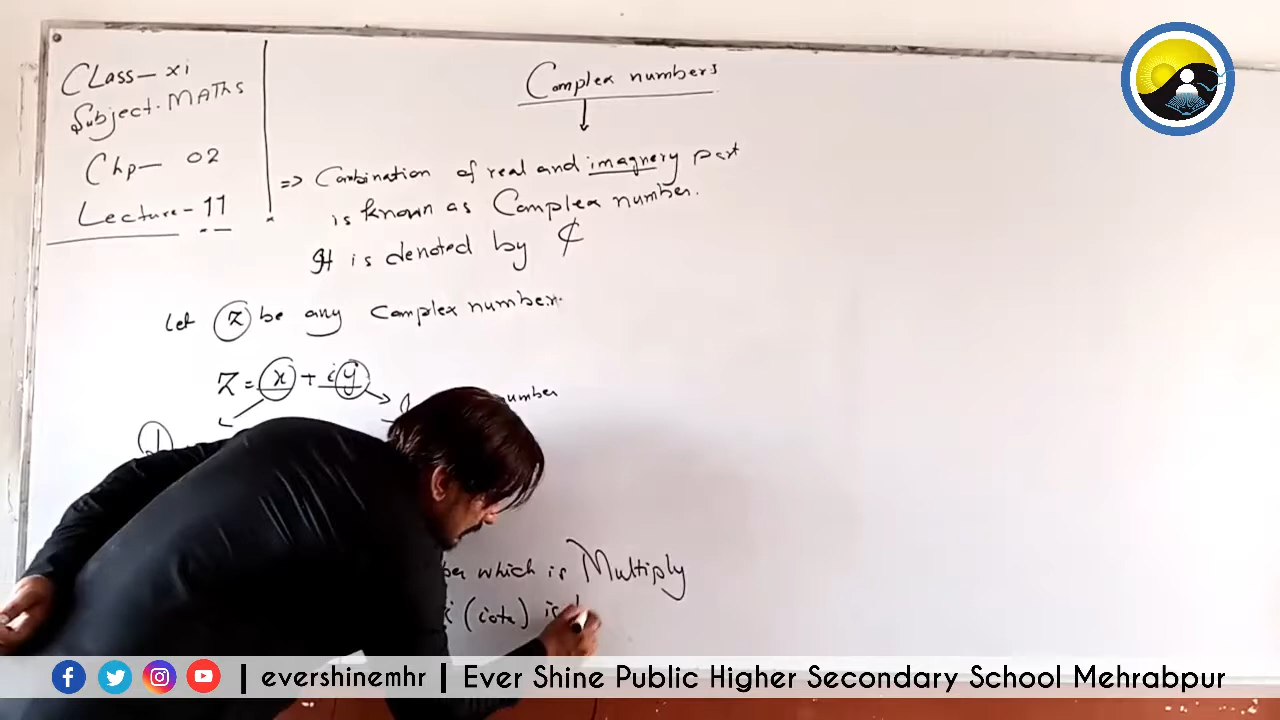 CLass - xi
Subject. MATHs
Chp - 02
Lecture - 11
Complex numbers
=> Combination of real and imagnery part
is known as Complex number.
It is denoted by ₵
let z be any complex number.
Z = x + iy
number
1
which is Multiply
i (iota) is
| evershinemhr | Ever Shine Public Higher Secondary School Mehrabpur